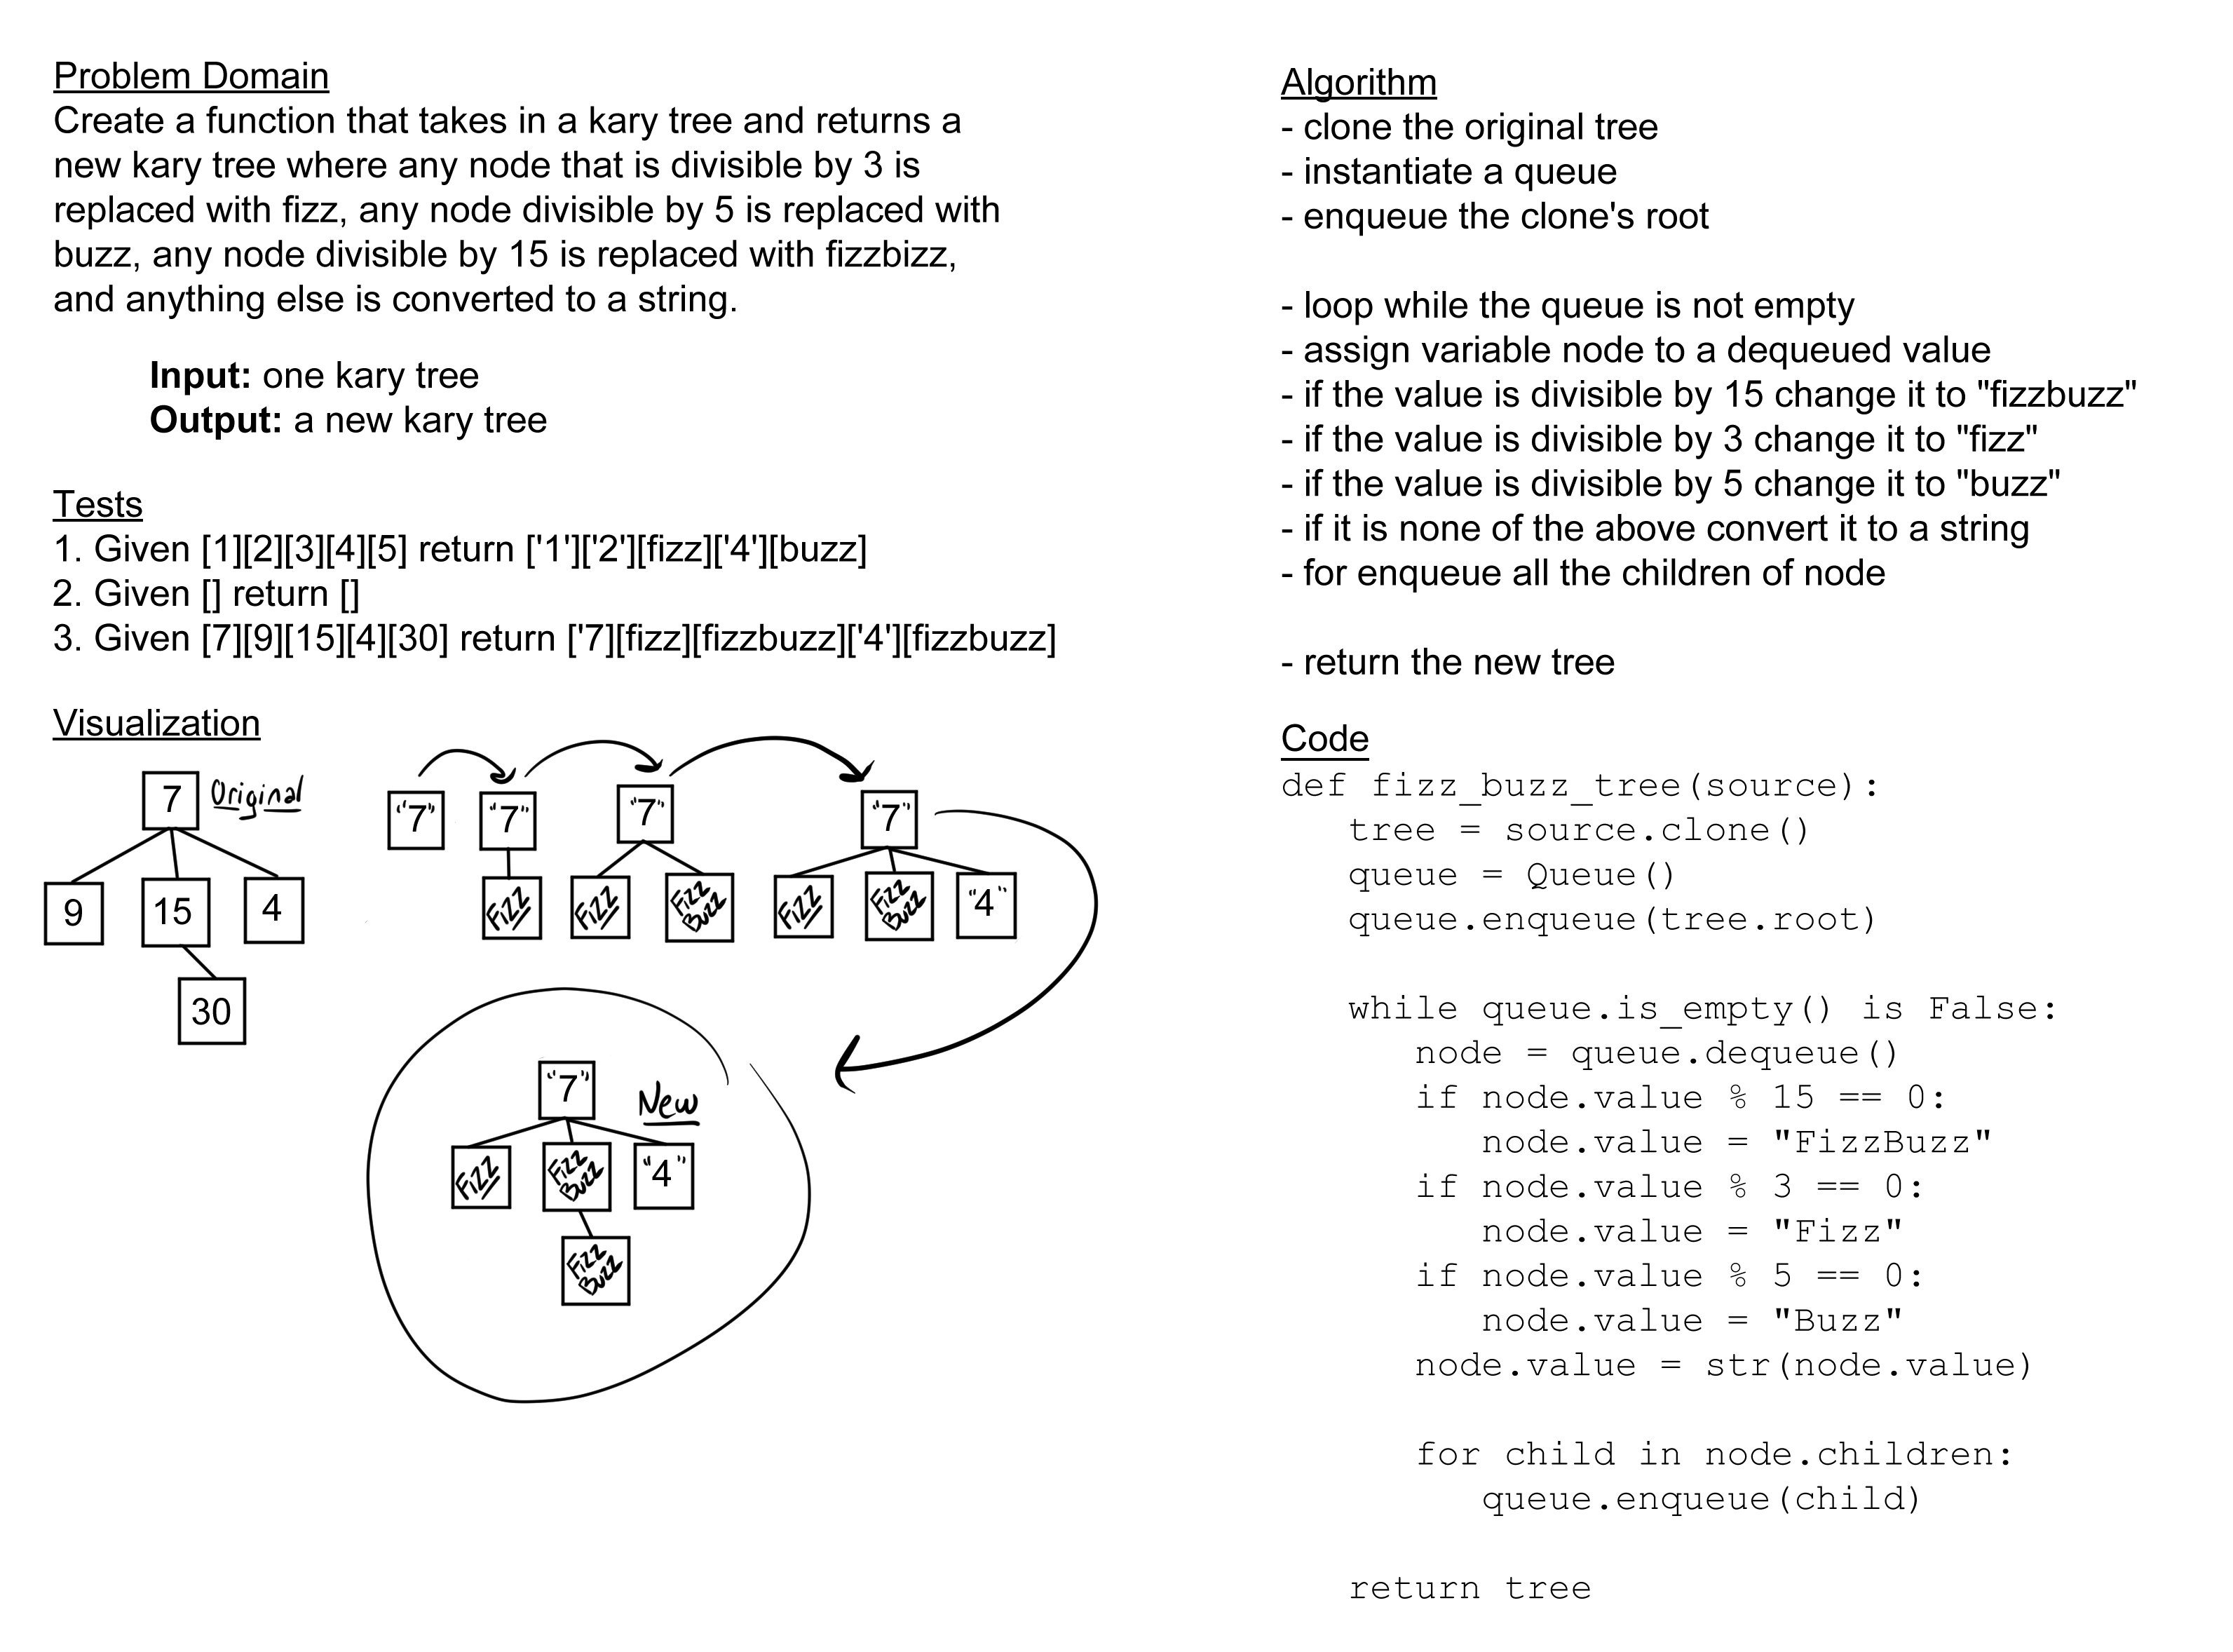 Problem Domain
Create a function that takes in a kary tree and returns a
new kary tree where any node that is divisible by 3 is
replaced with fizz, any node divisible by 5 is replaced with
buzz, any node divisible by 15 is replaced with fizzbizz,
and anything else is converted to a string.
Input: one kary tree
Output: a new kary tree
Tests
1. Given [1][2][3][4][5] return ['1']['2'][fizz]['4'][buzz]
2. Given [] return []
3. Given [7][9][15][4][30] return ['7][fizz][fizzbuzz]['4'][fizzbuzz]
Visualization
7 Original
9 15 4
30
"7" "7" "7" "7"
Fizz Fizz Fizz Buzz Fizz Fizz Buzz "4"
"7" New
Fizz Fizz Buzz "4"
Fizz Buzz
Algorithm
- clone the original tree
- instantiate a queue
- enqueue the clone's root
- loop while the queue is not empty
- assign variable node to a dequeued value
- if the value is divisible by 15 change it to "fizzbuzz"
- if the value is divisible by 3 change it to "fizz"
- if the value is divisible by 5 change it to "buzz"
- if it is none of the above convert it to a string
- for enqueue all the children of node
- return the new tree
Code
def fizz_buzz_tree(source):
tree = source.clone()
queue = Queue()
queue.enqueue(tree.root)
while queue.is_empty() is False:
node = queue.dequeue()
if node.value % 15 == 0:
node.value = "FizzBuzz"
if node.value % 3 == 0:
node.value = "Fizz"
if node.value % 5 == 0:
node.value = "Buzz"
node.value = str(node.value)
for child in node.children:
queue.enqueue(child)
return tree